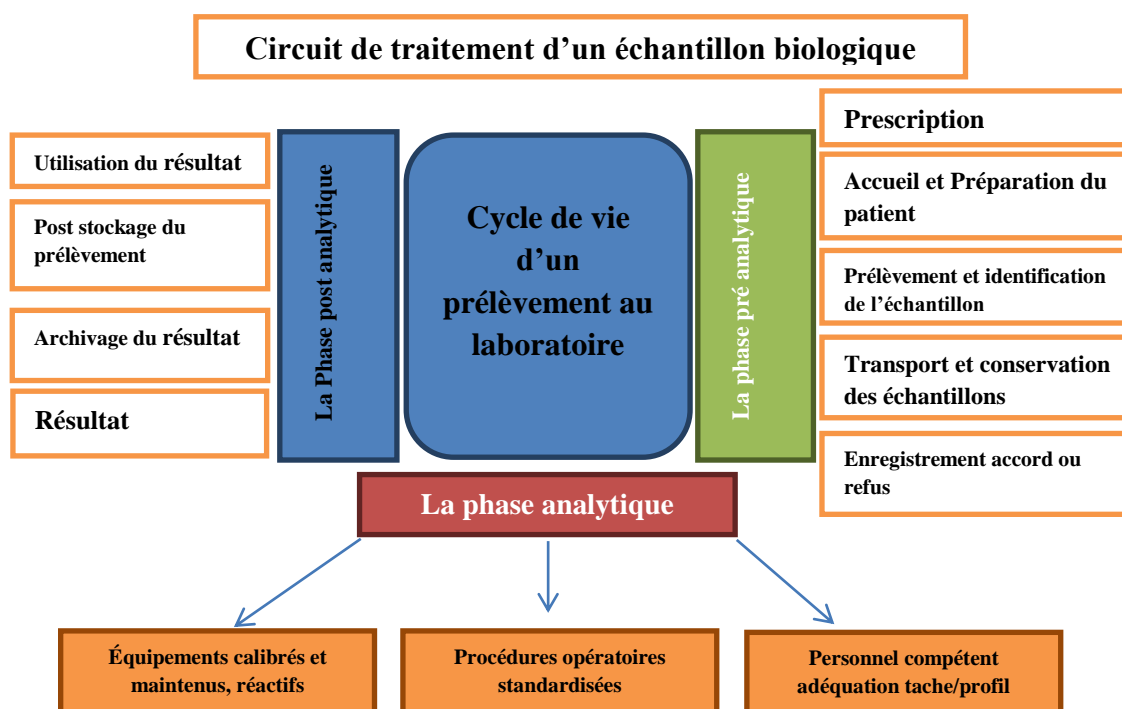 Circuit de traitement d’un échantillon biologique
Utilisation du résultat
Post stockage du
prélèvement
Archivage du résultat
Résultat
La Phase post analytique
Cycle de vie
d’un
prélèvement au
laboratoire
La phase pré analytique
Prescription
Accueil et Préparation du
patient
Prélèvement et identification
de l’échantillon
Transport et conservation
des échantillons
Enregistrement accord ou
refus
La phase analytique
Équipements calibrés et
maintenus, réactifs
Procédures opératoires
standardisées
Personnel compétent
adéquation tache/profil